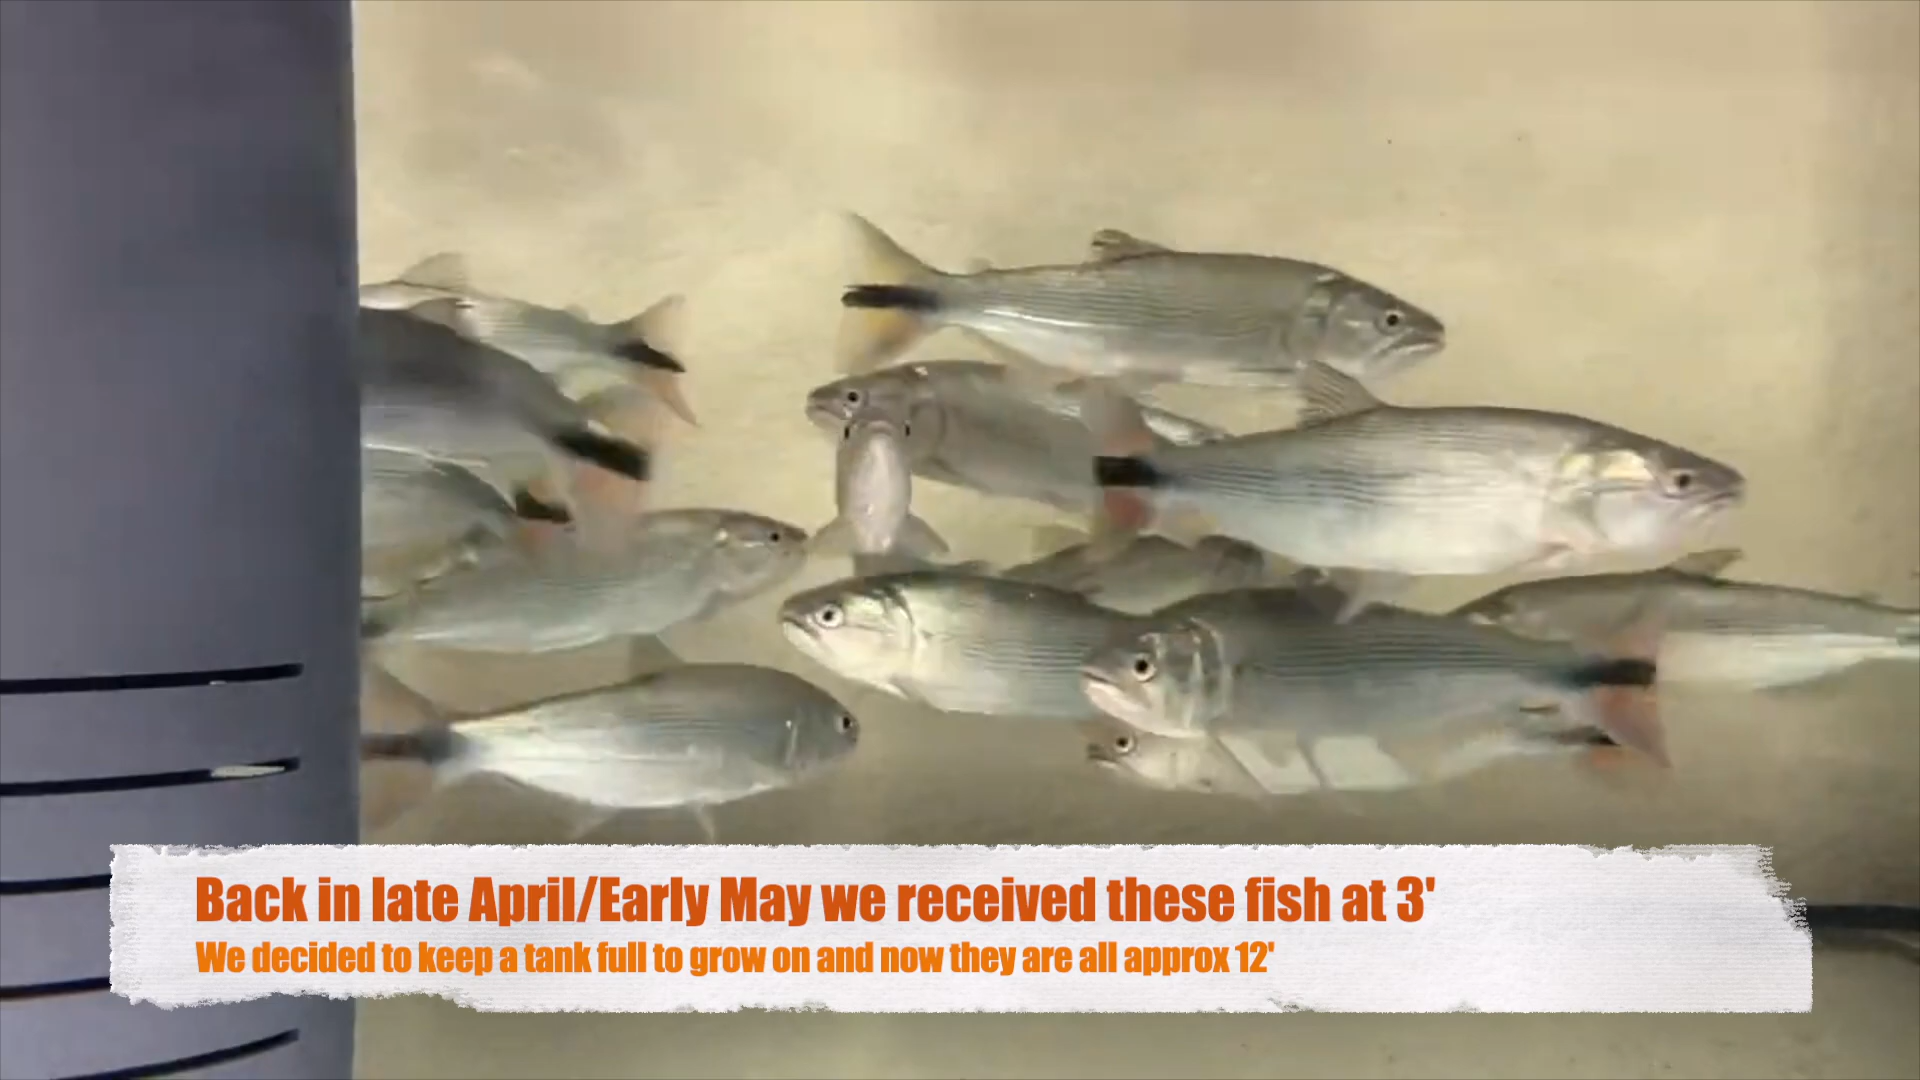 Back in late April/Early May we received these fish at 3'
We decided to keep a tank full to grow on and now they are all approx 12'